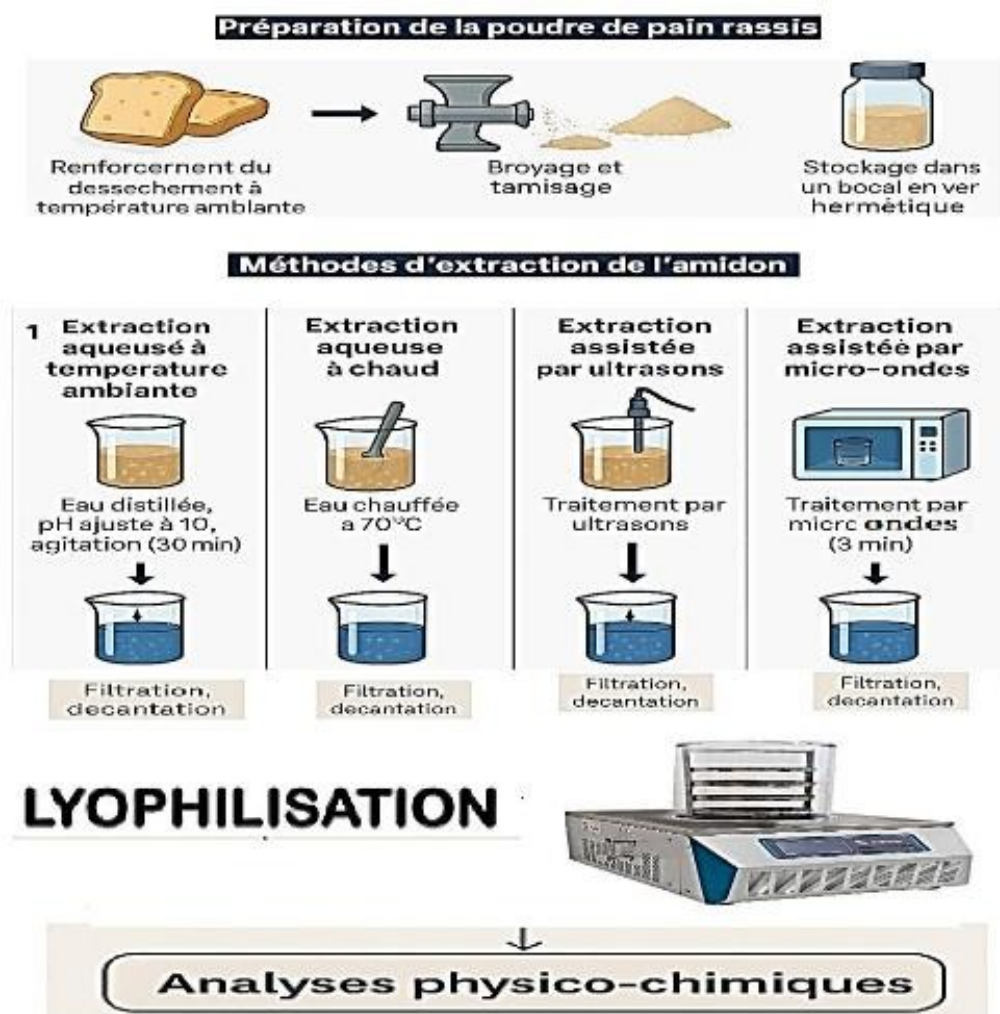 Préparation de la poudre de pain rassis
Renforcernent du
dessechement à
température amblante
Broyage et
tamisage
Stockage dans
un bocal en ver
hermètique
Méthodes d'extraction de l'amidon
1 Extraction
aqueusé à
temperature
ambiante
Eau distillée,
pH ajuste à 10,
agitation (30 min)
Filtration,
decantation
Extraction
aqueuse
à chaud
Eau chauffée
a 70°C
Filtration,
decantation
Extraction
assistée
par ultrasons
Traitement par
ultrasons
Filtration,
decantation
Extraction
assistéè par
micro-ondes
Traitement par
micrc ondes
(3 min)
Filtration,
decantation
LYOPHILISATION
Analyses physico-chimiques